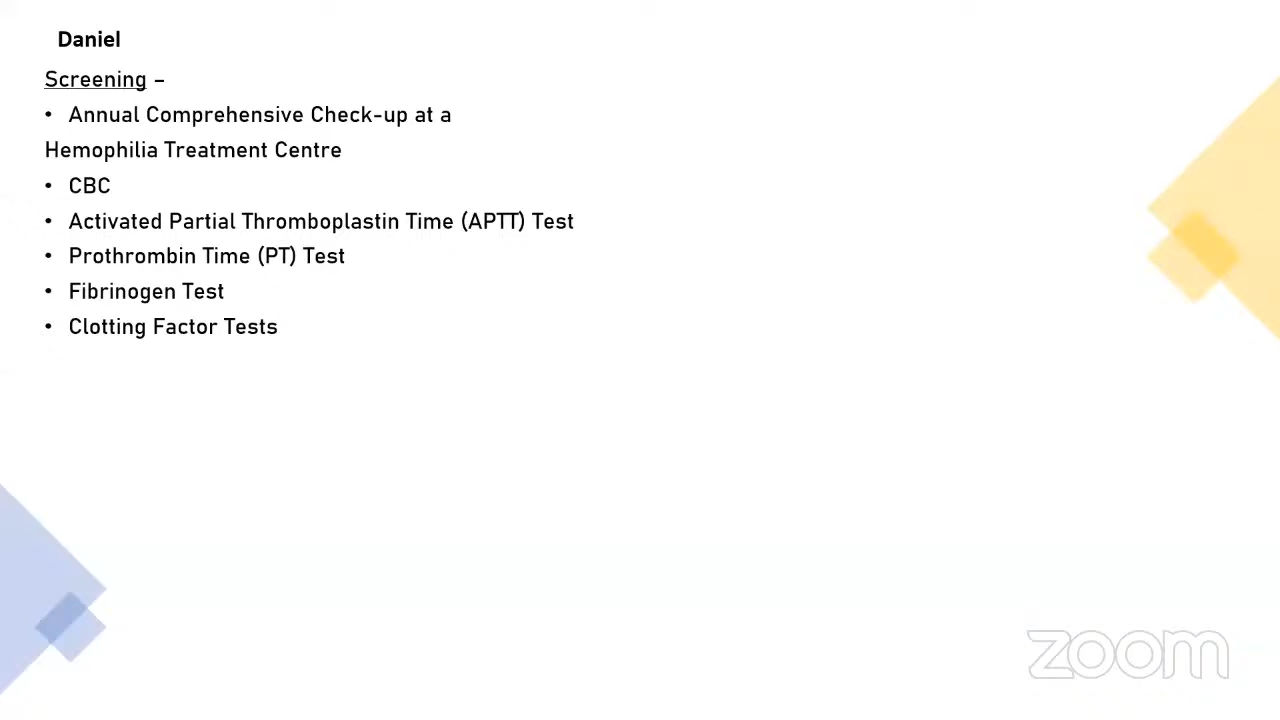 Daniel
Screening –
• Annual Comprehensive Check-up at a
Hemophilia Treatment Centre
• CBC
• Activated Partial Thromboplastin Time (APTT) Test
• Prothrombin Time (PT) Test
• Fibrinogen Test
• Clotting Factor Tests
zoom